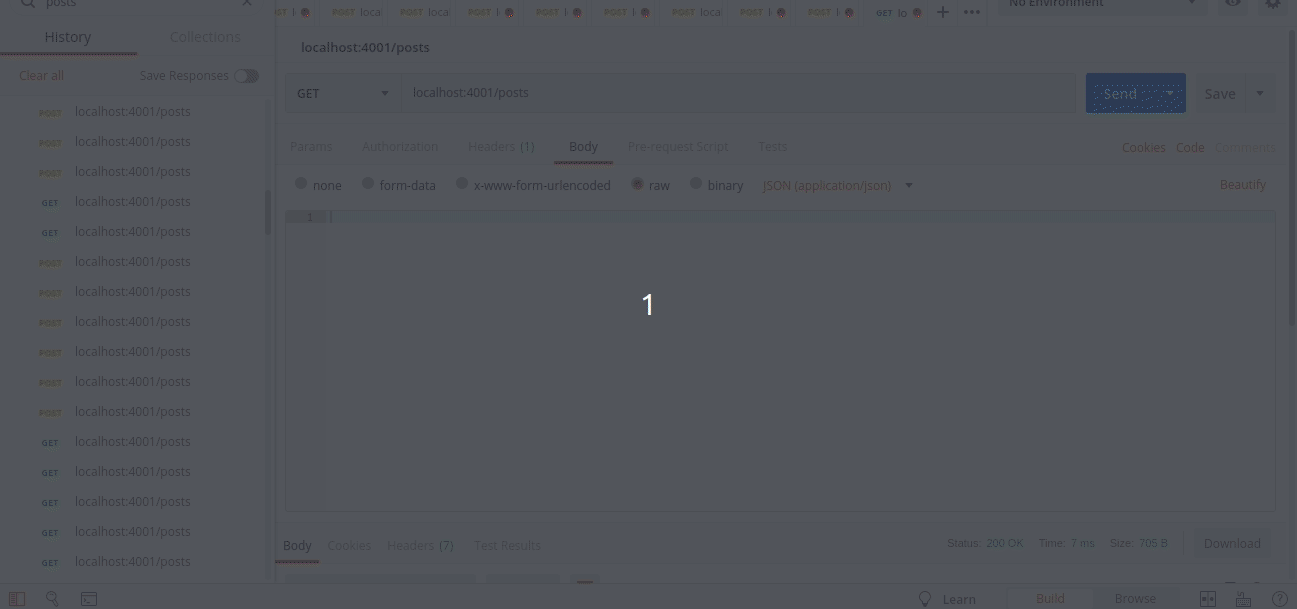 posts
POST l POST loca POST local POST l POST l POST l POST local POST l POST l GET lo No Environment
History Collections
localhost:4001/posts
Clear all Save Responses
GET localhost:4001/posts Send Save
POST localhost:4001/posts
POST localhost:4001/posts
Params Authorization Headers (1) Body Pre-request Script Tests Cookies Code Comments
POST localhost:4001/posts
none form-data x-www-form-urlencoded raw binary JSON (application/json) Beautify
GET localhost:4001/posts
1
GET localhost:4001/posts
POST localhost:4001/posts
POST localhost:4001/posts
1
POST localhost:4001/posts
POST localhost:4001/posts
POST localhost:4001/posts
POST localhost:4001/posts
GET localhost:4001/posts
GET localhost:4001/posts
GET localhost:4001/posts
GET localhost:4001/posts
Body Cookies Headers (7) Test Results Status: 200 OK Time: 7 ms Size: 705 B Download
GET localhost:4001/posts
Learn Build Browse